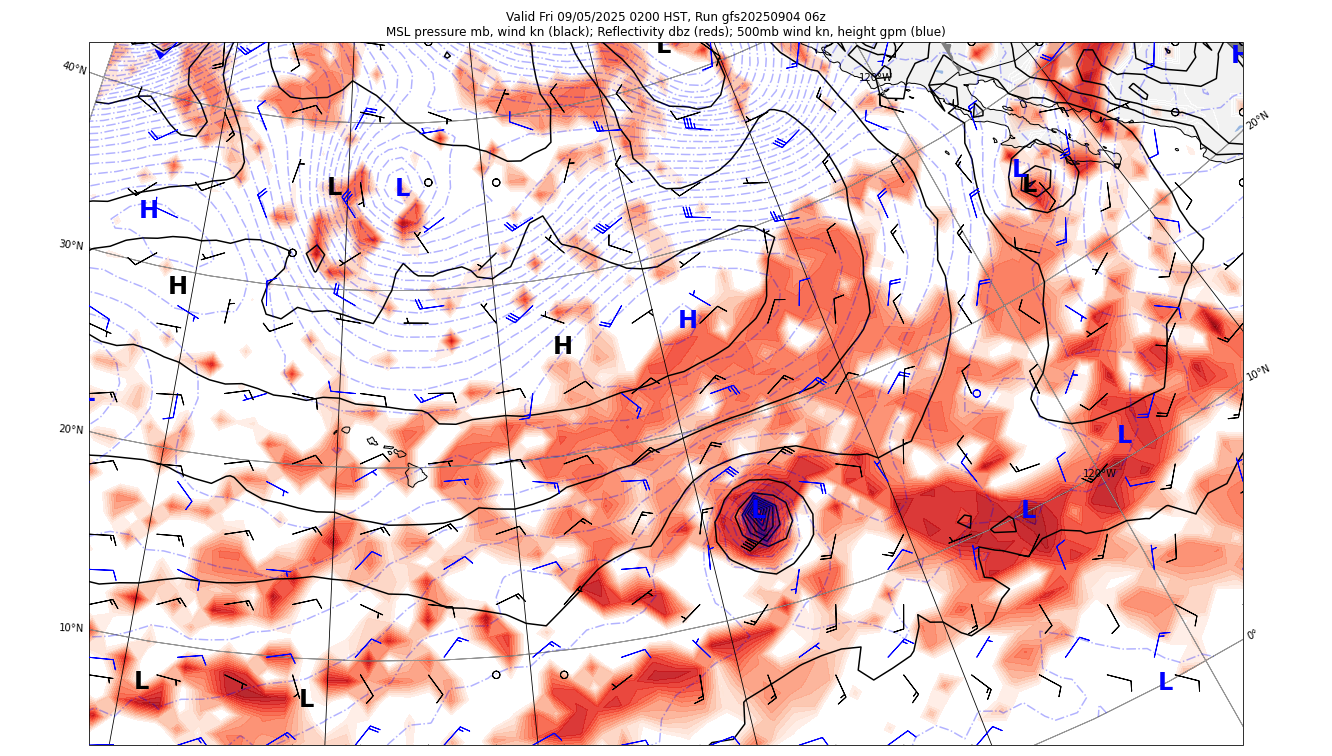 Valid Fri 09/05/2025 0200 HST, Run gfs20250904 06z
MSL pressure mb, wind kn (black); Reflectivity dbz (reds); 500mb wind kn, height gpm (blue)
L
H
40°N
120°W
20°N
L
L
L
L
H
30°N
H
H
H
10°N
20°N
L
120°W
L
L
10°N
0°
L
L
L